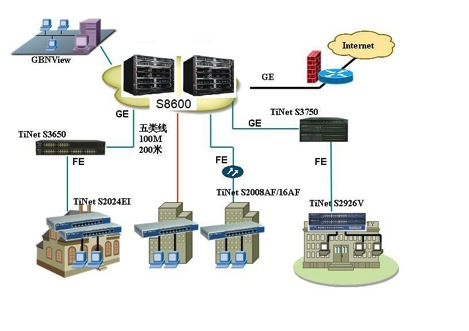 GENView
Internet
GE
S8600
GE
TiNet S3750
五类线
100M
200米
GE
TiNet S3650
FE
FE
FE
TiNet S2024EI
TiNet S2008AF/16AF
TiNet S2926V